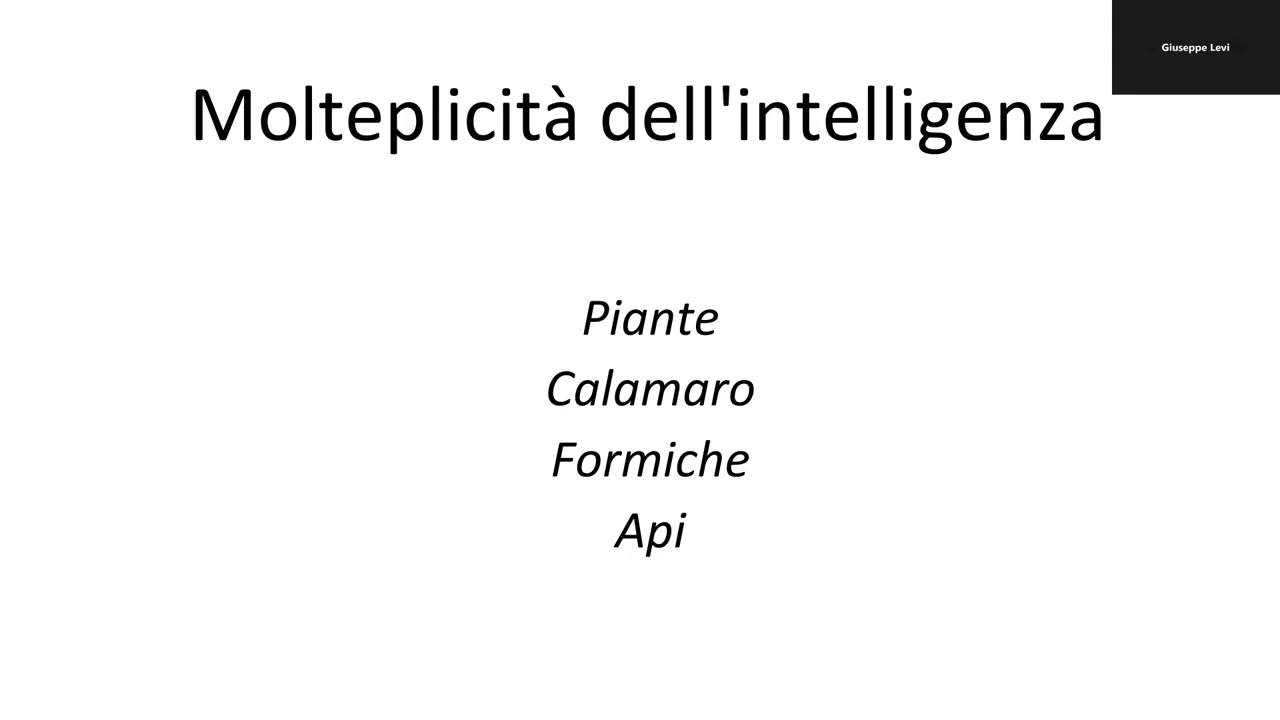 Giuseppe Levi
Molteplicità dell'intelligenza
Piante
Calamaro
Formiche
Api